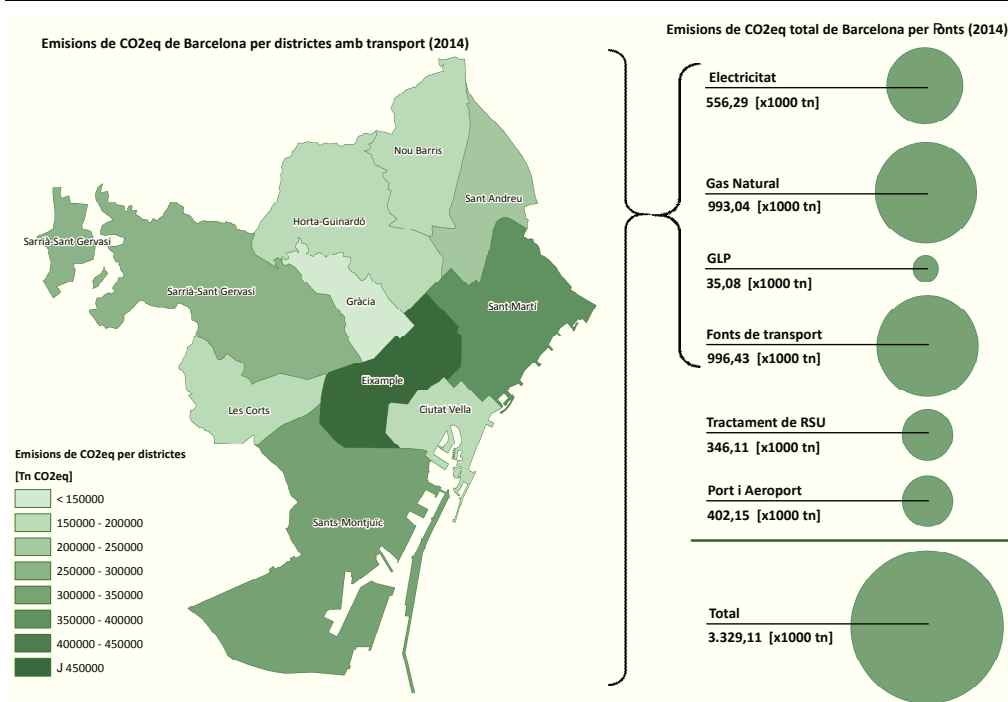 Emisions de CO2eq de Barcelona per districtes amb transport (2014)
Nou Barris
Sant Andreu
Horta-Guinardó
Sarrià-Sant Gervasi
Sarrià-Sant Gervasi
Gràcia
Sant Martí
Eixample
Les Corts
Ciutat Vella
Sants-Montjuïc
Emisions de CO2eq per districtes
[Tn CO2eq]
< 150000
150000 - 200000
200000 - 250000
250000 - 300000
300000 - 350000
350000 - 400000
400000 - 450000
J 450000
Emisions de CO2eq total de Barcelona per (2014)
Electricitat
556,29 [x1000 tn]
Gas Natural
993,04 [x1000 tn]
GLP
35,08 [x1000 tn]
Fonts de transport
996,43 [x1000 tn]
Tractament de RSU
346,11 [x1000 tn]
Port i Aeroport
402,15 [x1000 tn]
Total
3.329,11 [x1000 tn]